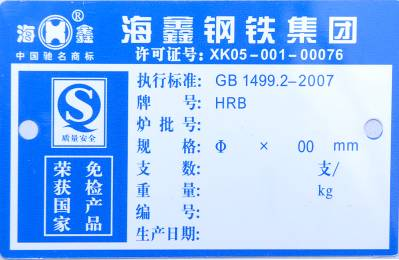 海 ® 鑫
中国驰名商标
海鑫钢铁集团
许可证号: XK05-001-00076
执行标准: GB 1499.2-2007
牌 号: HRB
炉 批 号:
规 格: Φ × 00 mm
支 数: 支/
重 量: kg
编 号:
生产日期:
S
质量安全
荣获国家
免检产品